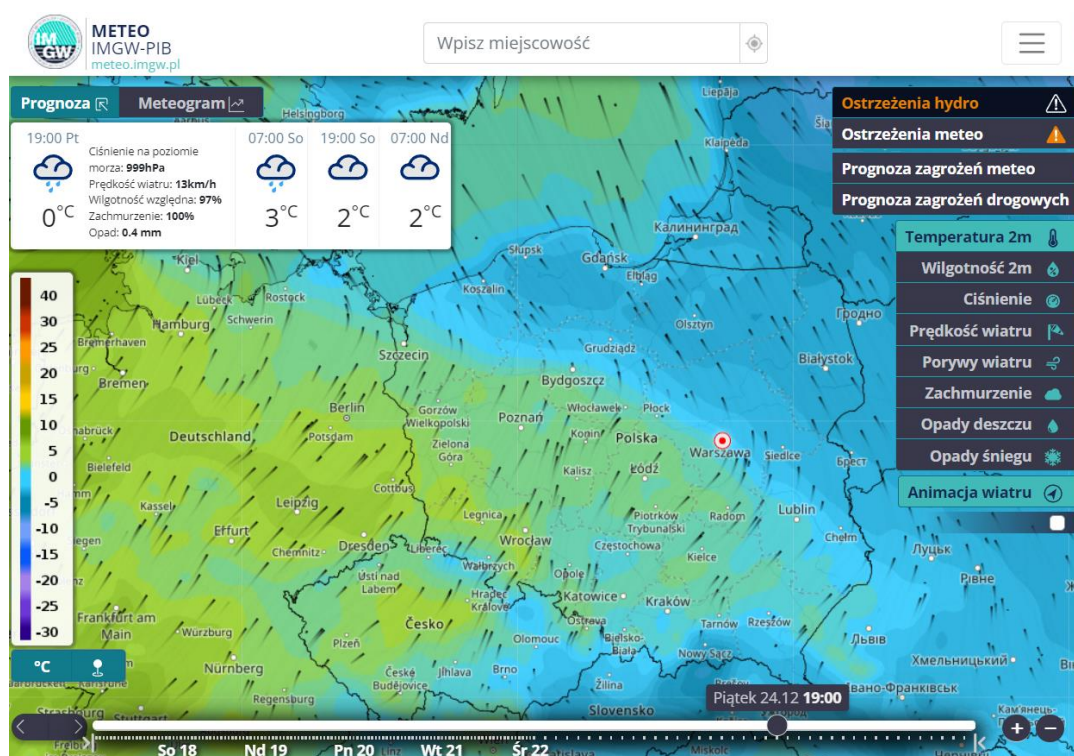 METEO
IMGW-PIB
meteo.imgw.pl
IMGW
Wpisz miejscowość
Prognoza
Meteogram
19:00 Pt
0°C
Ciśnienie na poziomie
morza: 999hPa
Prędkość wiatru: 13km/h
Wilgotność względna: 97%
Zachmurzenie: 100%
Opad: 0.4 mm
07:00 So
3°C
19:00 So
2°C
07:00 Nd
2°C
Ostrzeżenia hydro
Ostrzeżenia meteo
Prognoza zagrożeń meteo
Prognoza zagrożeń drogowych
Temperatura 2m
Wilgotność 2m
Ciśnienie
Prędkość wiatru
Porywy wiatru
Zachmurzenie
Opady deszczu
Opady śniegu
Animacja wiatru
40
30
25
20
15
10
5
0
-5
-10
-15
-20
-25
-30
°C
Helsingborg
Liepāja
Klaipėda
Калининград
Kiel
Słupsk
Gdańsk
Elbląg
Koszalin
Lübeck
Rostock
Hamburg
Schwerin
Гродно
Olsztyn
Bremerhaven
Szczecin
Grudziądz
Białystok
Bremen
Bydgoszcz
Berlin
Gorzów
Wielkopolski
Poznań
Włocławek
Płock
Deutschland
Potsdam
Zielona
Góra
Konin
Polska
Warszawa
Siedlce
Брест
Bielefeld
Kalisz
Łódź
Cottbus
Kassel
Leipzig
Legnica
Piotrków
Trybunalski
Radom
Lublin
Erfurt
Wrocław
Chemnitz
Dresden
Liberec
Częstochowa
Kielce
Chełm
Луцьк
Wałbrzych
Opole
Рівне
Ústí nad
Labem
Hradec
Králové
Katowice
Kraków
Frankfurt am
Main
Würzburg
Česko
Ostrava
Tarnów
Rzeszów
Plzeň
Olomouc
Bielsko-
Biała
Львів
Nürnberg
Nowy Sącz
Хмельницький
České
Budějovice
Jihlava
Brno
Žilina
Regensburg
Slovensko
Piątek 24.12 19:00
Strasbourg
Stuttgart
So 18
Nd 19
Pn 20
Linz
Wt 21
Śr 22
Miskolc